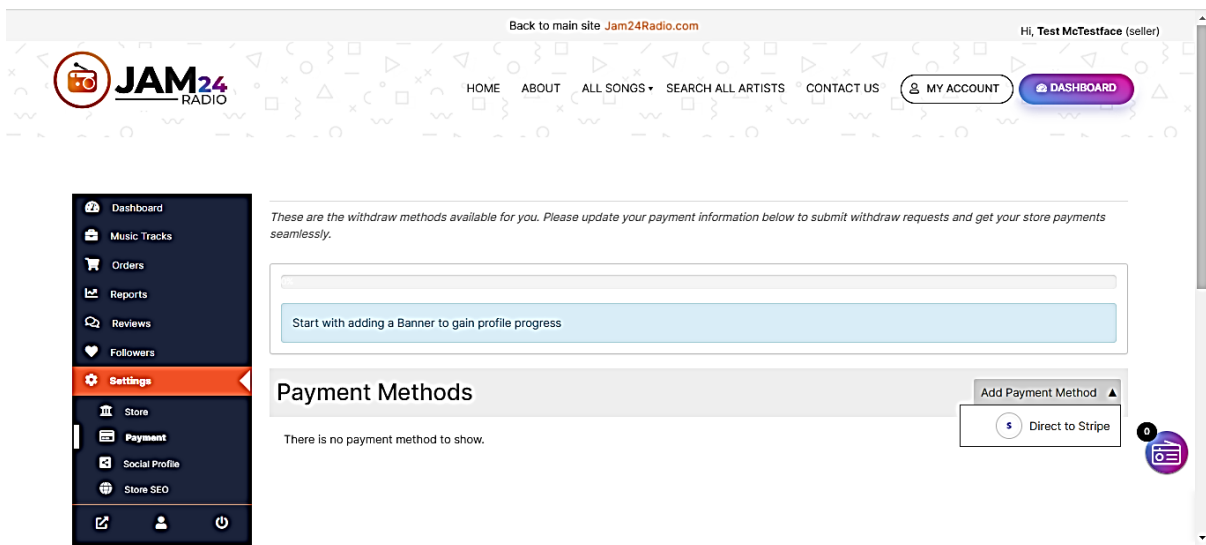 Back to main site Jam24Radio.com
Hi, Test McTestface (seller)
JAM24
RADIO
HOME ABOUT ALL SONGS SEARCH ALL ARTISTS CONTACT US MY ACCOUNT DASHBOARD
Dashboard
Music Tracks
Orders
Reports
Reviews
Followers
Settings
Store
Payment
Social Profile
Store SEO
These are the withdraw methods available for you. Please update your payment information below to submit withdraw requests and get your store payments
seamlessly.
Start with adding a Banner to gain profile progress
Payment Methods
Add Payment Method ▲
S Direct to Stripe
There is no payment method to show.
0